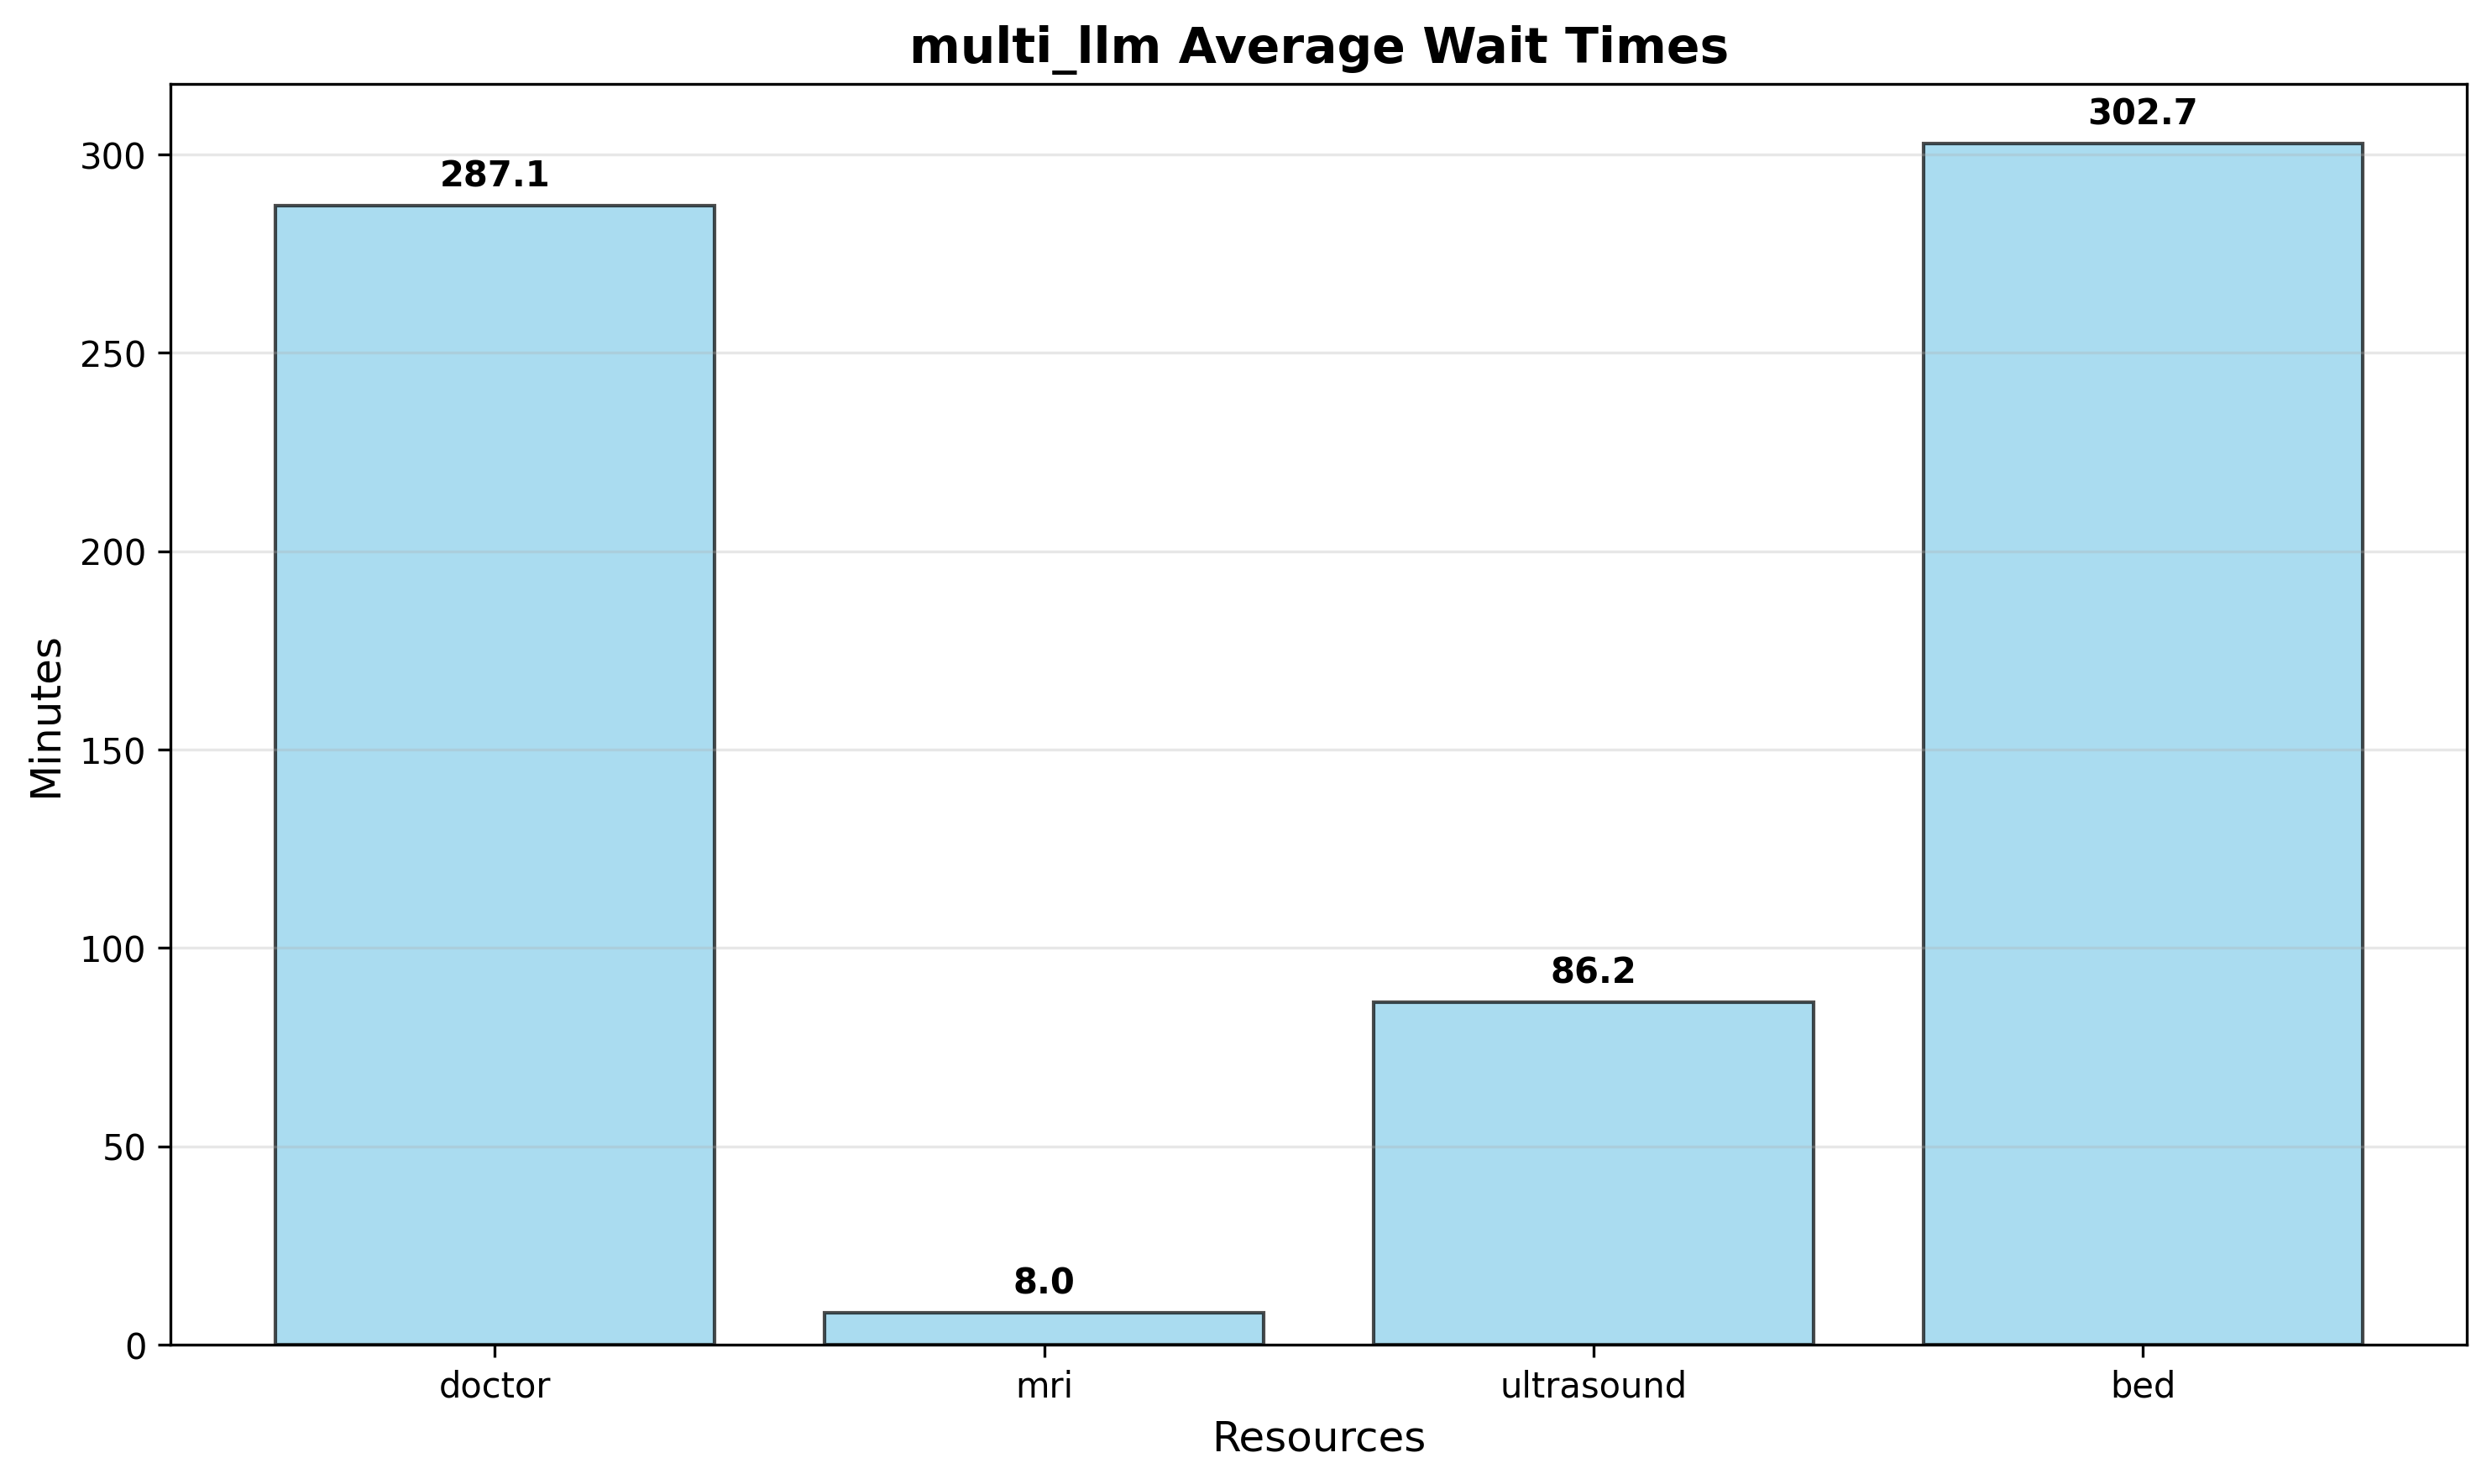 multi_llm Average Wait Times
302.7
300
287.1
250
200
Minutes
150
100
86.2
50
8.0
0
doctor
mri
ultrasound
bed
Resources